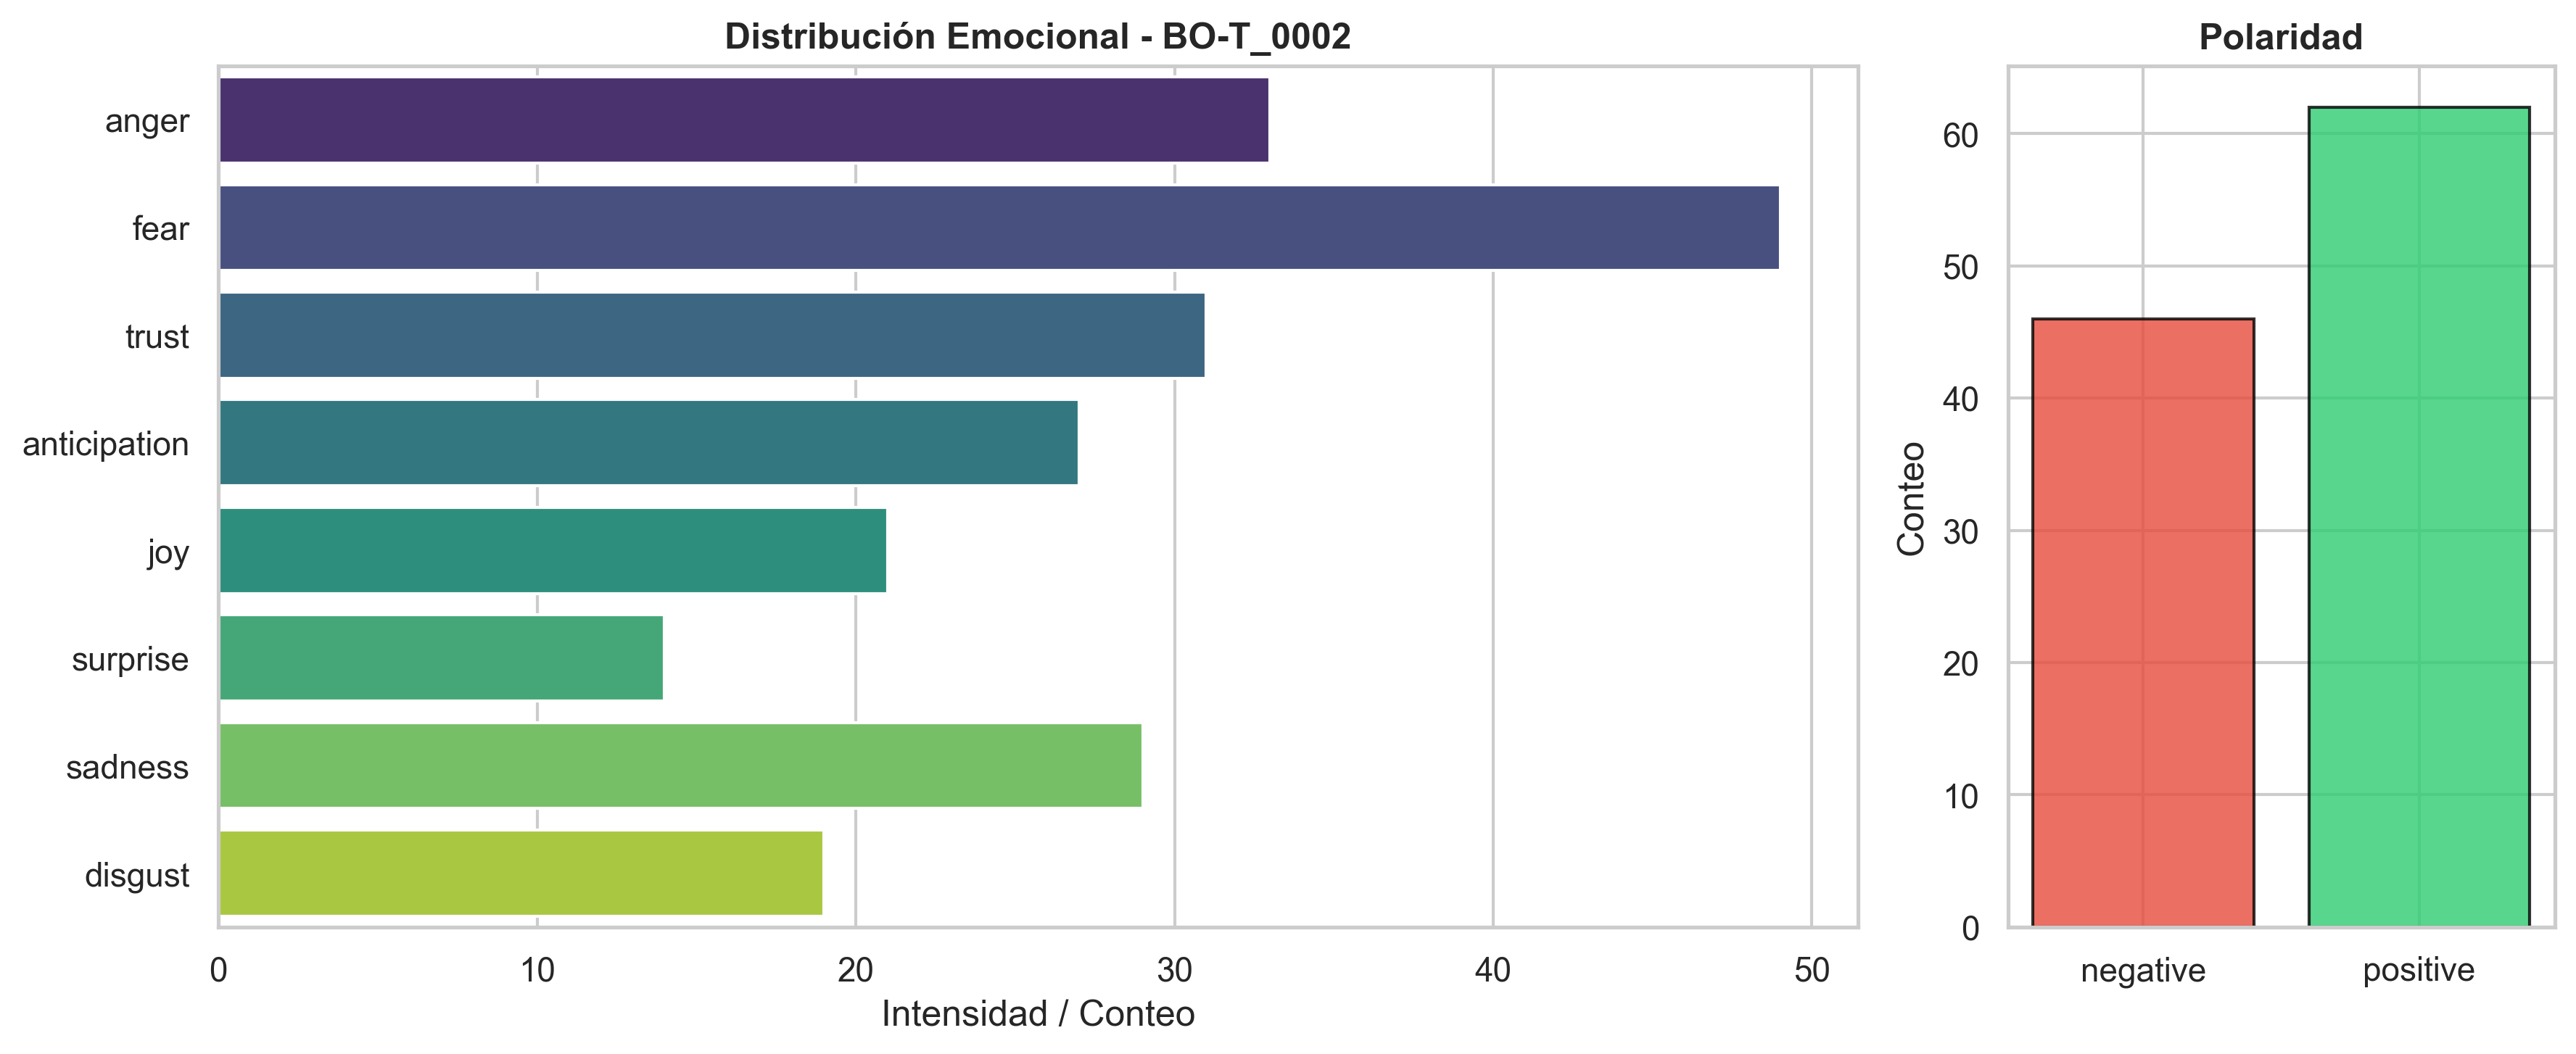 Distribución Emocional - BO-T_0002
anger
fear
trust
anticipation
joy
surprise
sadness
disgust
0 10 20 30 40 50
Intensidad / Conteo
Polaridad
Conteo
60
50
40
30
20
10
0
negative positive